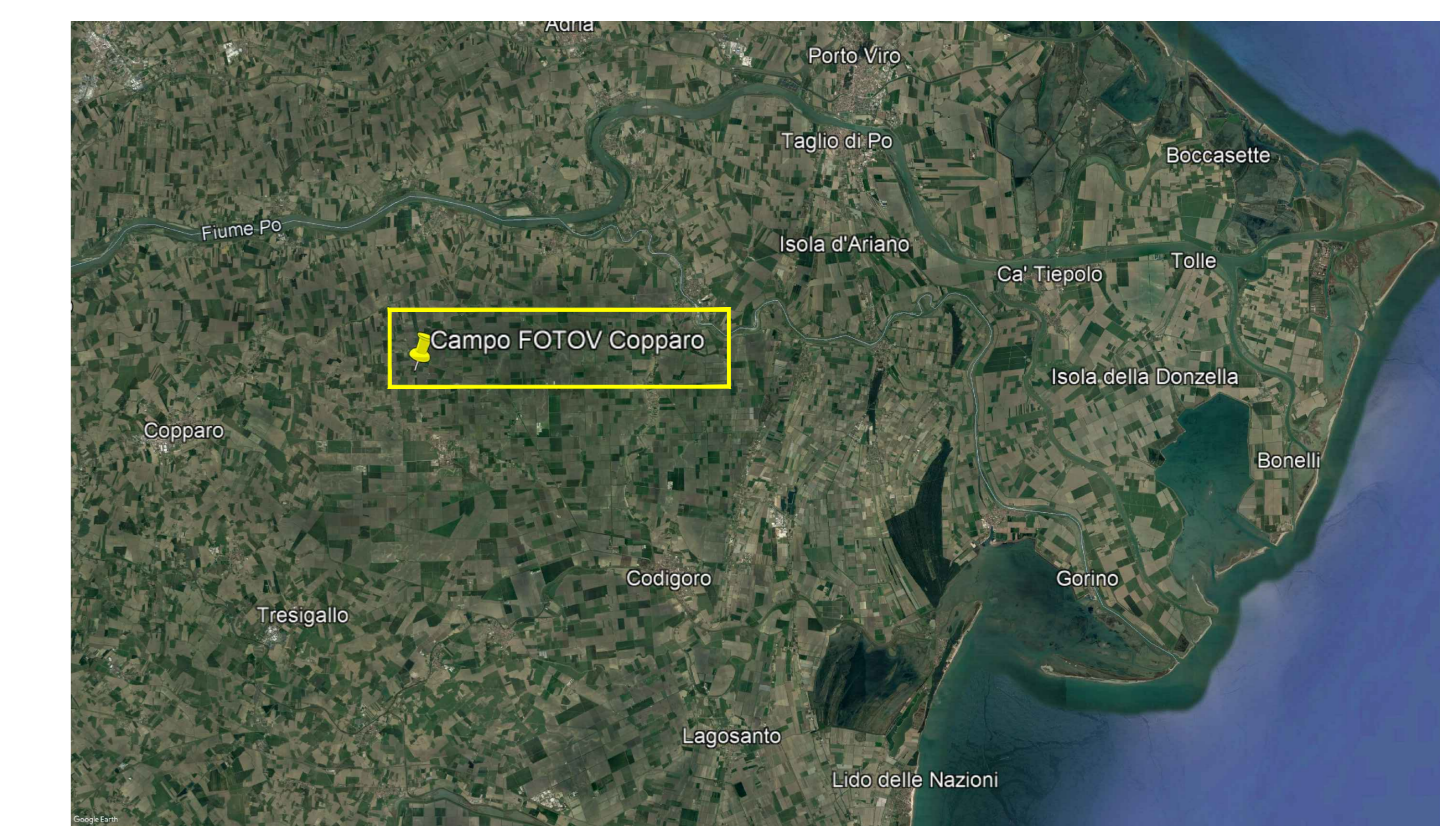 Adria
Porto Viro
Taglio di Po
Boccasette
Fiume Po
Isola d'Ariano
Ca' Tiepolo
Tolle
Campo FOTOV Copparo
Isola della Donzella
Copparo
Bonelli
Codigoro
Gorino
Tresigallo
Lagosanto
Lido delle Nazioni
Google Earth